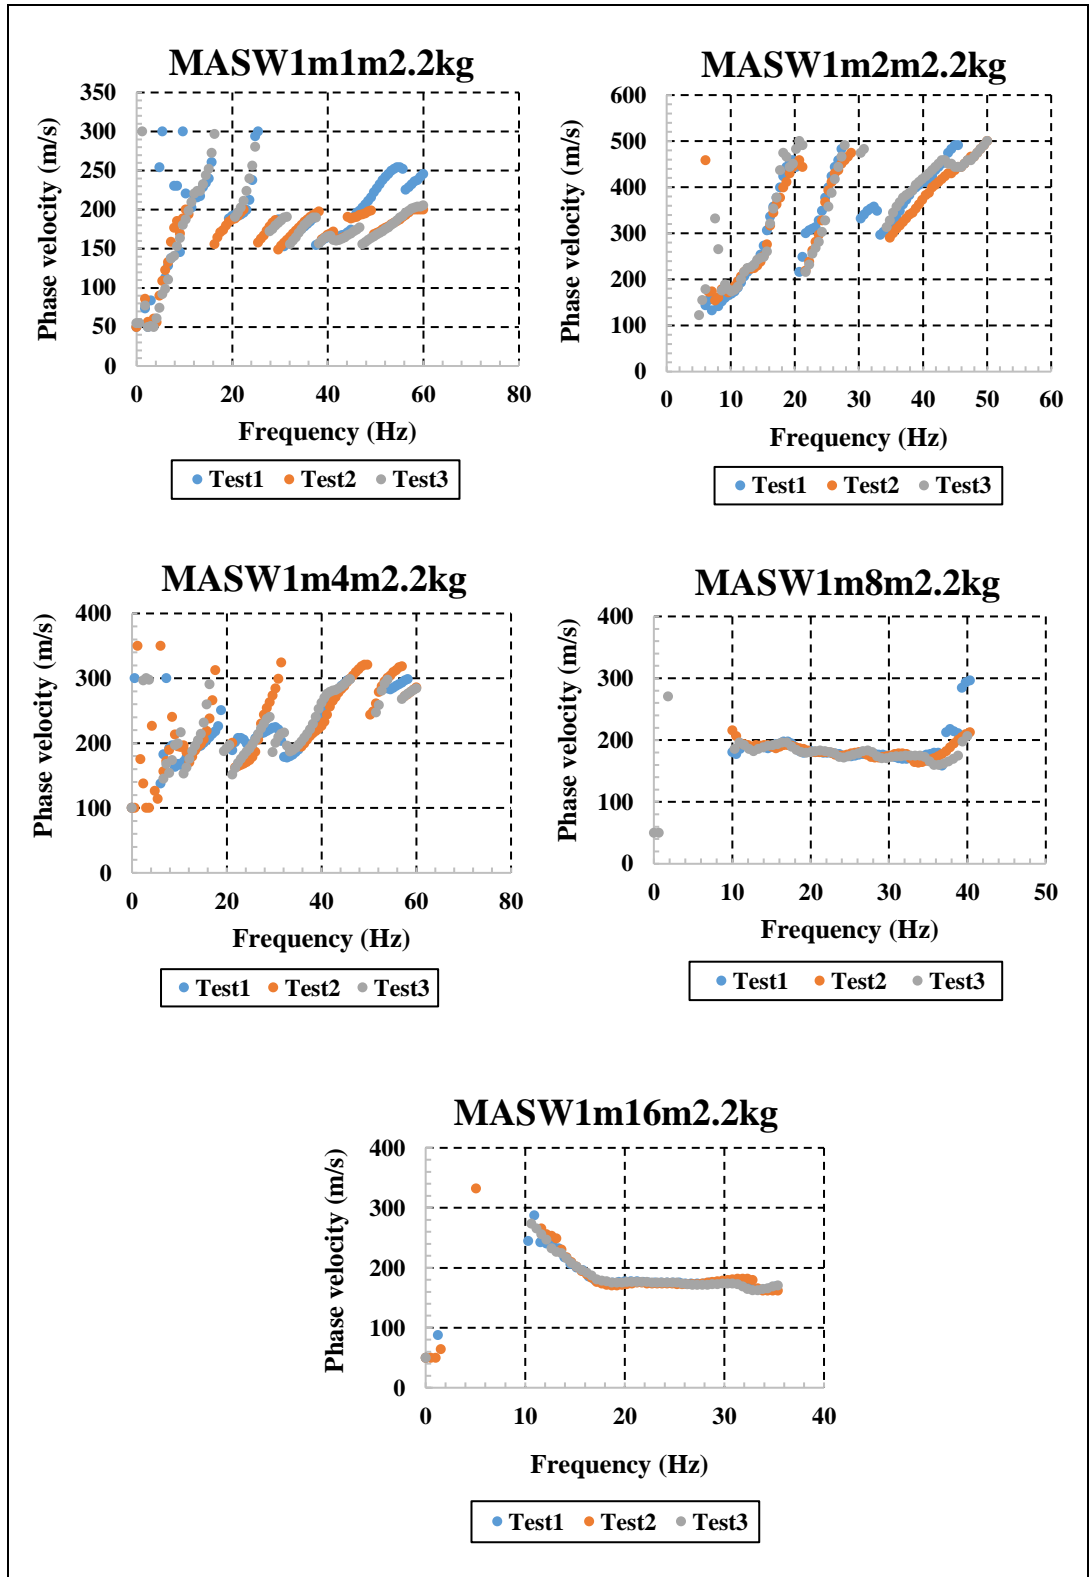 MASW1m1m2.2kg
350
300
250
200
150
100
50
0
Phase velocity (m/s)
0 20 40 60 80
Frequency (Hz)
Test1 Test2 Test3
MASW1m2m2.2kg
600
500
400
300
200
100
0
Phase velocity (m/s)
0 10 20 30 40 50 60
Frequency (Hz)
Test1 Test2 Test3
MASW1m4m2.2kg
400
300
200
100
0
Phase velocity (m/s)
0 20 40 60 80
Frequency (Hz)
Test1 Test2 Test3
MASW1m8m2.2kg
400
300
200
100
0
Phase velocity (m/s)
0 10 20 30 40 50
Frequency (Hz)
Test1 Test2 Test3
MASW1m16m2.2kg
400
300
200
100
0
Phase velocity (m/s)
0 10 20 30 40
Frequency (Hz)
Test1 Test2 Test3